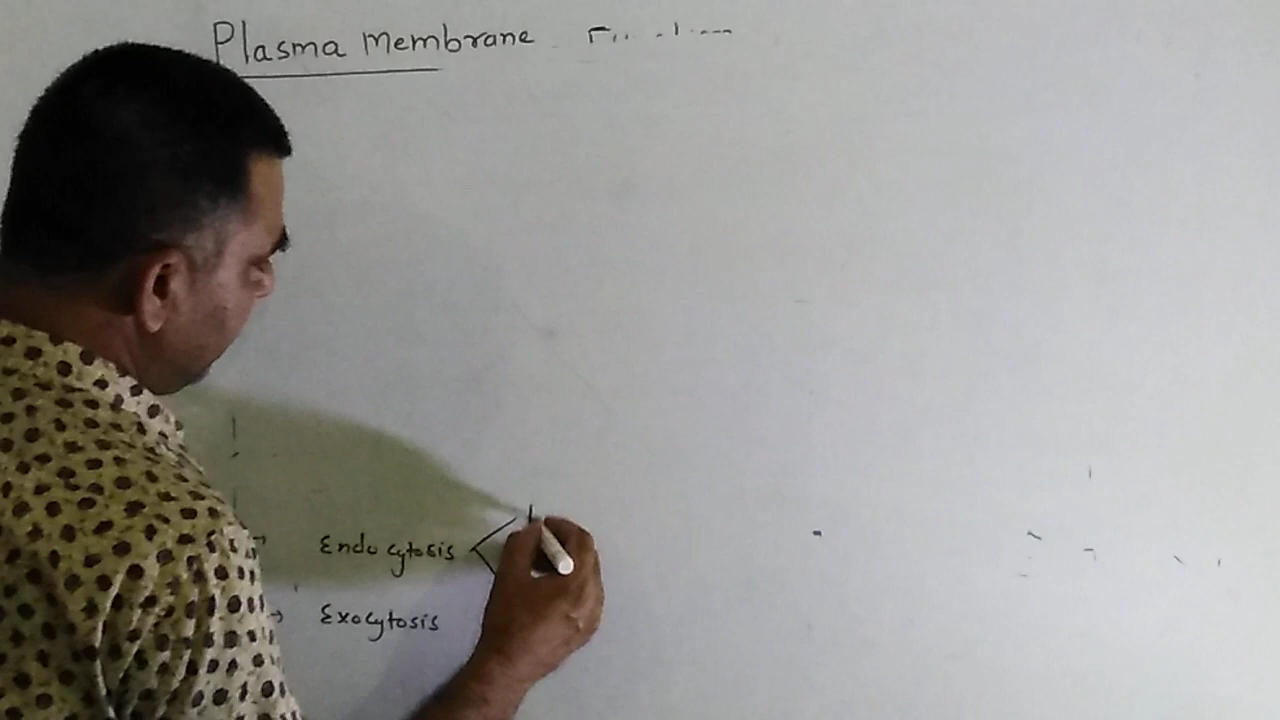 Plasma Membrane
→ Endocytosis
→ Exocytosis